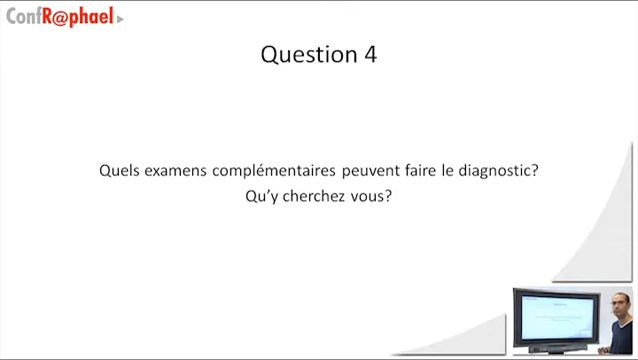 ConfR@phael
Question 4
Quels examens complémentaires peuvent faire le diagnostic?
Qu'y cherchez vous?